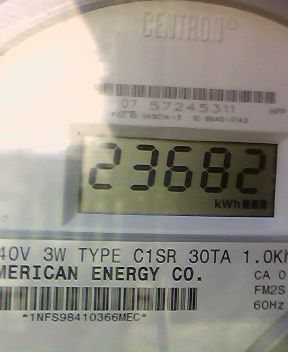 CENTRON®
07 57245311
23682
kWh
40V 3W TYPE C1SR 30TA 1.0Kh
MERICAN ENERGY CO.
CA 0
FM2S
60Hz
*1NFS98410366MEC*